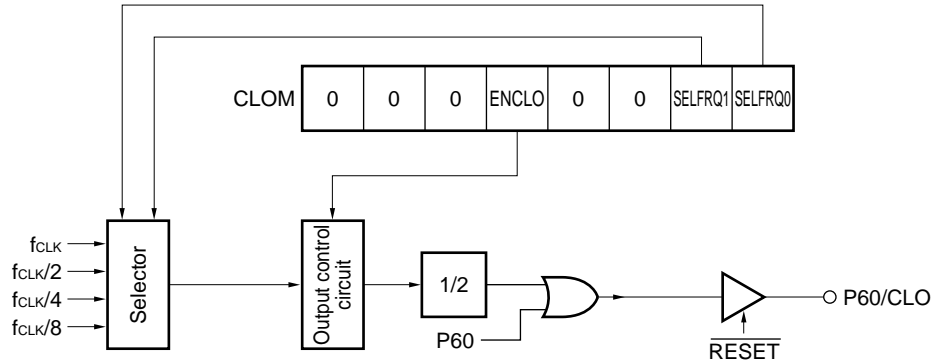 CLOM 0 0 0 ENCLO 0 0 SELFRQ1 SELFRQ0
fCLK
fCLK/2
fCLK/4
fCLK/8
Selector
Output control
circuit
1/2
P60
P60/CLO
RESET